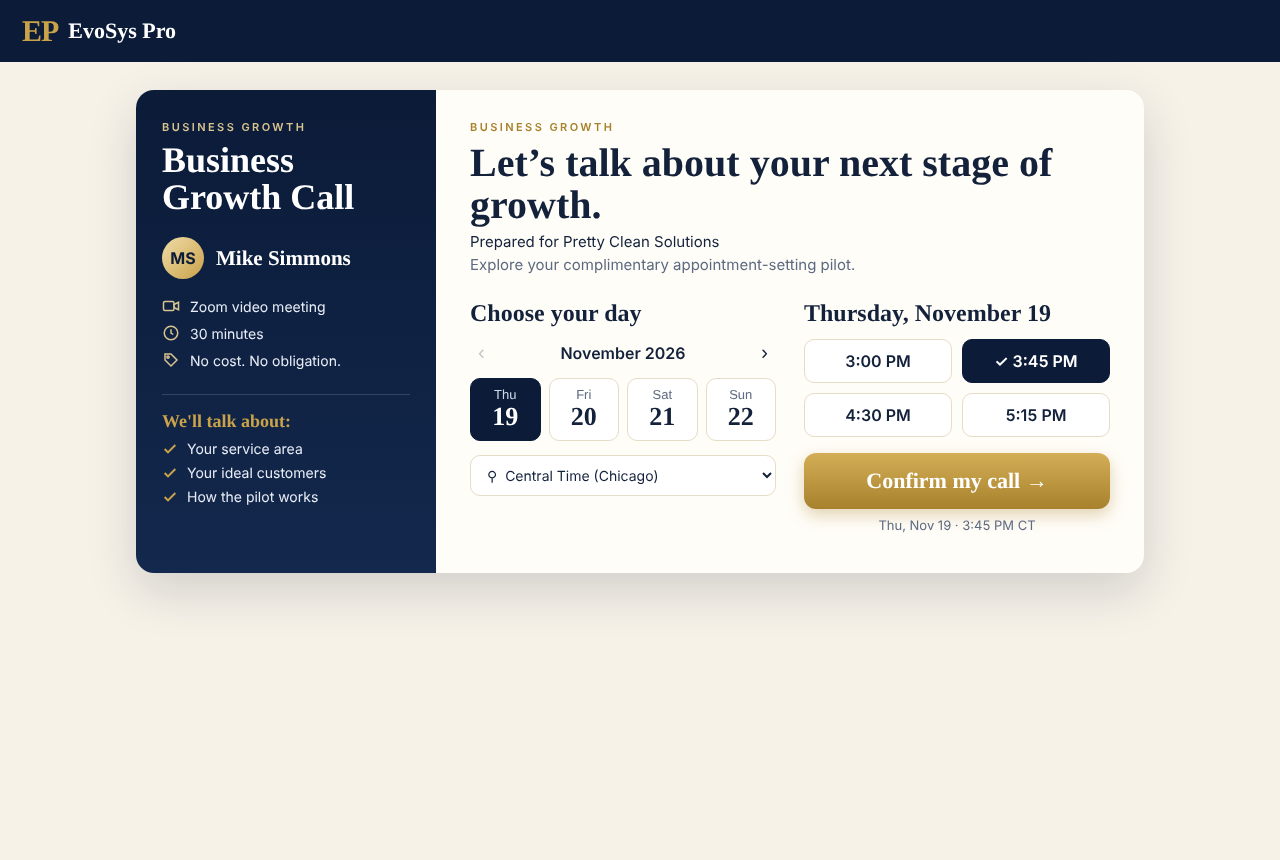 EP EvoSys Pro
BUSINESS GROWTH
Business
Growth Call
MS Mike Simmons
Zoom video meeting
30 minutes
No cost. No obligation.
We'll talk about:
Your service area
Your ideal customers
How the pilot works
BUSINESS GROWTH
Let’s talk about your next stage of
growth.
Prepared for Pretty Clean Solutions
Explore your complimentary appointment-setting pilot.
Choose your day
‹ November 2026 ›
Thu Fri Sat Sun
19 20 21 22
Central Time (Chicago)
Thursday, November 19
3:00 PM ✓ 3:45 PM
4:30 PM 5:15 PM
Confirm my call →
Thu, Nov 19 · 3:45 PM CT